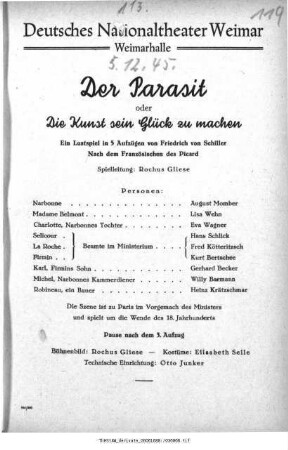 113.
119
Deutsches Nationaltheater Weimar
Weimarhalle
5.12.45.
Der Parasit
oder
Die Kunst sein Glück zu machen
Ein Lustspiel in 5 Aufzügen von Friedrich von Schiller
Nach dem Französischen des Picard
Spielleitung: Rochus Gliese
Personen:
Narbonne . . . . . . . August Momber
Madame Belmont . . . . . . . Lisa Wehn
Charlotte, Narbonnes Tochter . . . . Eva Wagner
Selicour . . Hans Schlick
La Roche . } Beamte im Ministerium . . . . Fred Kötteritzsch
Firmin . . Kurt Bertschce
Karl, Firmins Sohn . . . . . . Gerhard Becker
Michel, Narbonnes Kammerdiener . . . Willy Basmann
Robineau, ein Bauer . . . . . . Heinz Krätzschmar
Die Szene ist zu Paris im Vorgemach des Ministers
und spielt um die Wende des 18. Jahrhunderts
Pause nach dem 3. Aufzug
Bühnenbild: Rochus Gliese — Kostüme: Elisabeth Selle
Technische Einrichtung: Otto Junker